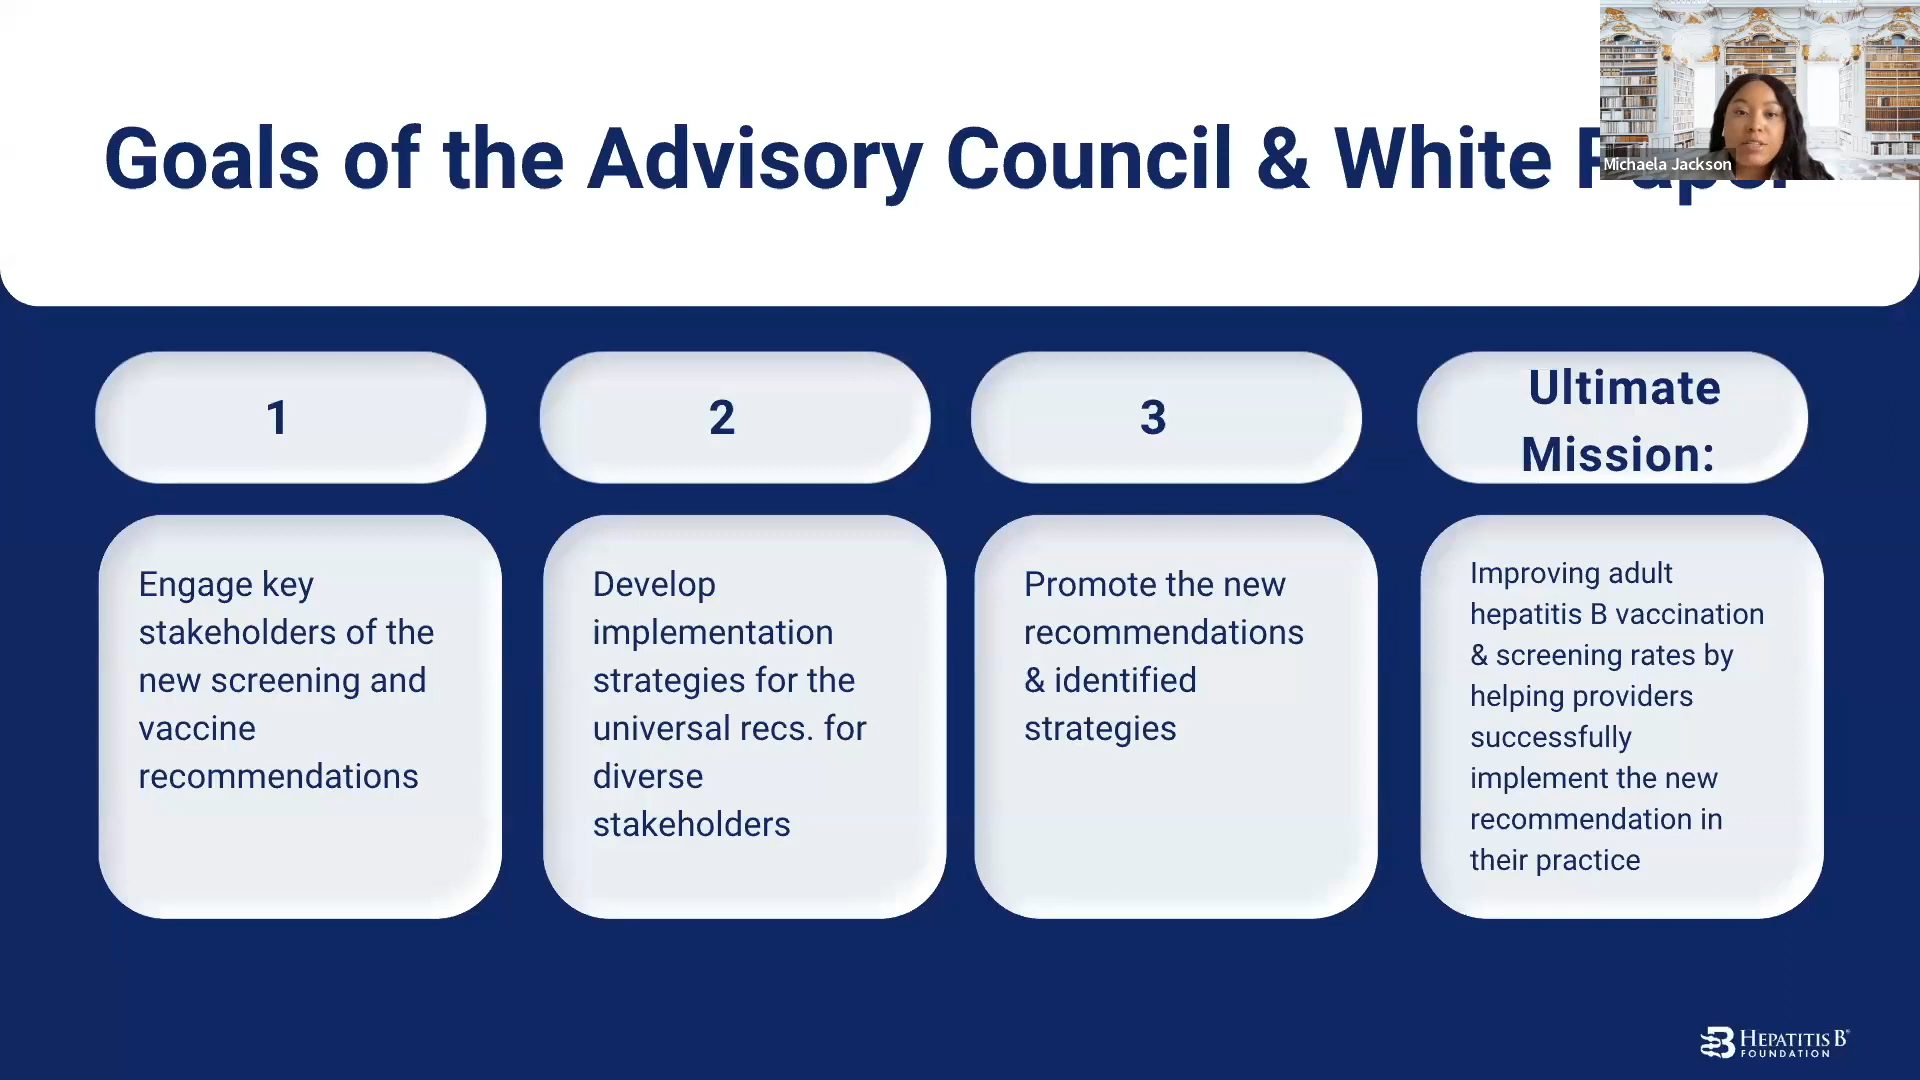 Goals of the Advisory Council & White Paper
Michaela Jackson
1
2
3
Ultimate
Mission:
Engage key
stakeholders of the
new screening and
vaccine
recommendations
Develop
implementation
strategies for the
universal recs. for
diverse
stakeholders
Promote the new
recommendations
& identified
strategies
Improving adult
hepatitis B vaccination
& screening rates by
helping providers
successfully
implement the new
recommendation in
their practice
HEPATITIS B®
FOUNDATION